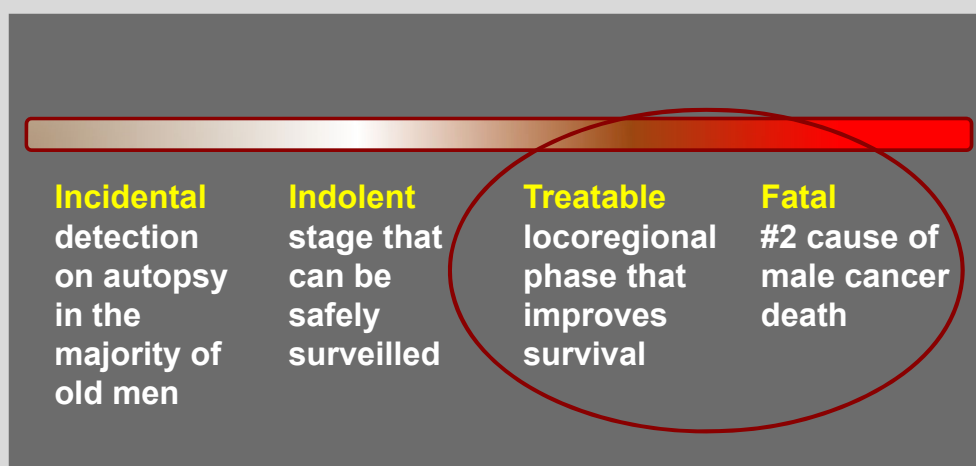 Incidental
detection
on autopsy
in the
majority of
old men
Indolent
stage that
can be
safely
surveilled
Treatable
locoregional
phase that
improves
survival
Fatal
#2 cause of
male cancer
death